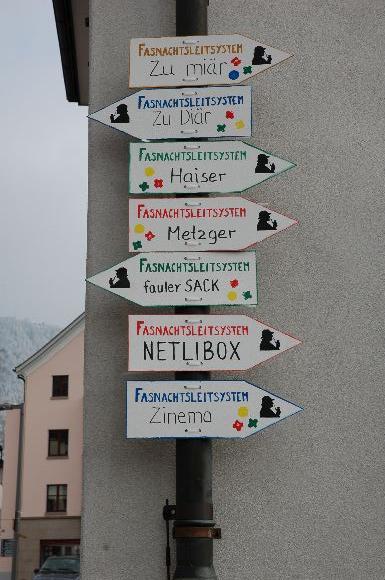 FASNACHTSLEITSYSTEM
Zu miär
FASNACHTSLEITSYSTEM
Zu Diär
FASNACHTSLEITSYSTEM
Haiser
FASNACHTSLEITSYSTEM
Metzger
FASNACHTSLEITSYSTEM
fauler SACK
FASNACHTSLEITSYSTEM
NETLIBOX
FASNACHTSLEITSYSTEM
Zinema